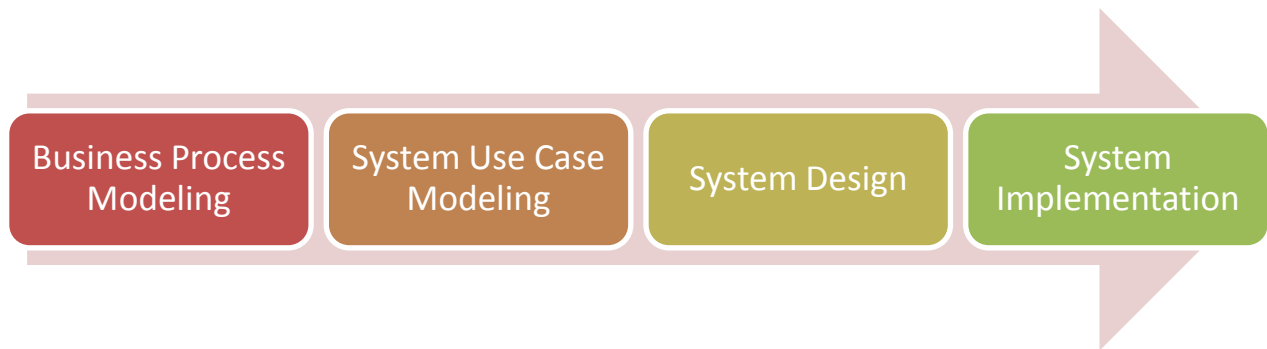 Business Process
Modeling
System Use Case
Modeling
System Design
System
Implementation